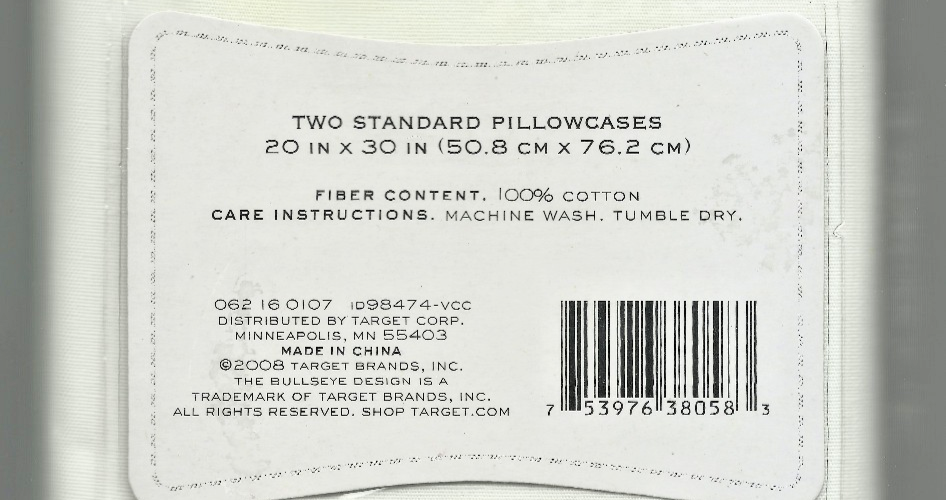 TWO STANDARD PILLOWCASES
20 IN X 30 IN (50.8 CM X 76.2 CM)
FIBER CONTENT. 100% COTTON
CARE INSTRUCTIONS. MACHINE WASH. TUMBLE DRY.
062 16 0107 ID98474-VCC
DISTRIBUTED BY TARGET CORP.
MINNEAPOLIS, MN 55403
MADE IN CHINA
©2008 TARGET BRANDS, INC.
THE BULLSEYE DESIGN IS A
TRADEMARK OF TARGET BRANDS, INC.
ALL RIGHTS RESERVED. SHOP TARGET.COM
7 53976 38058 3